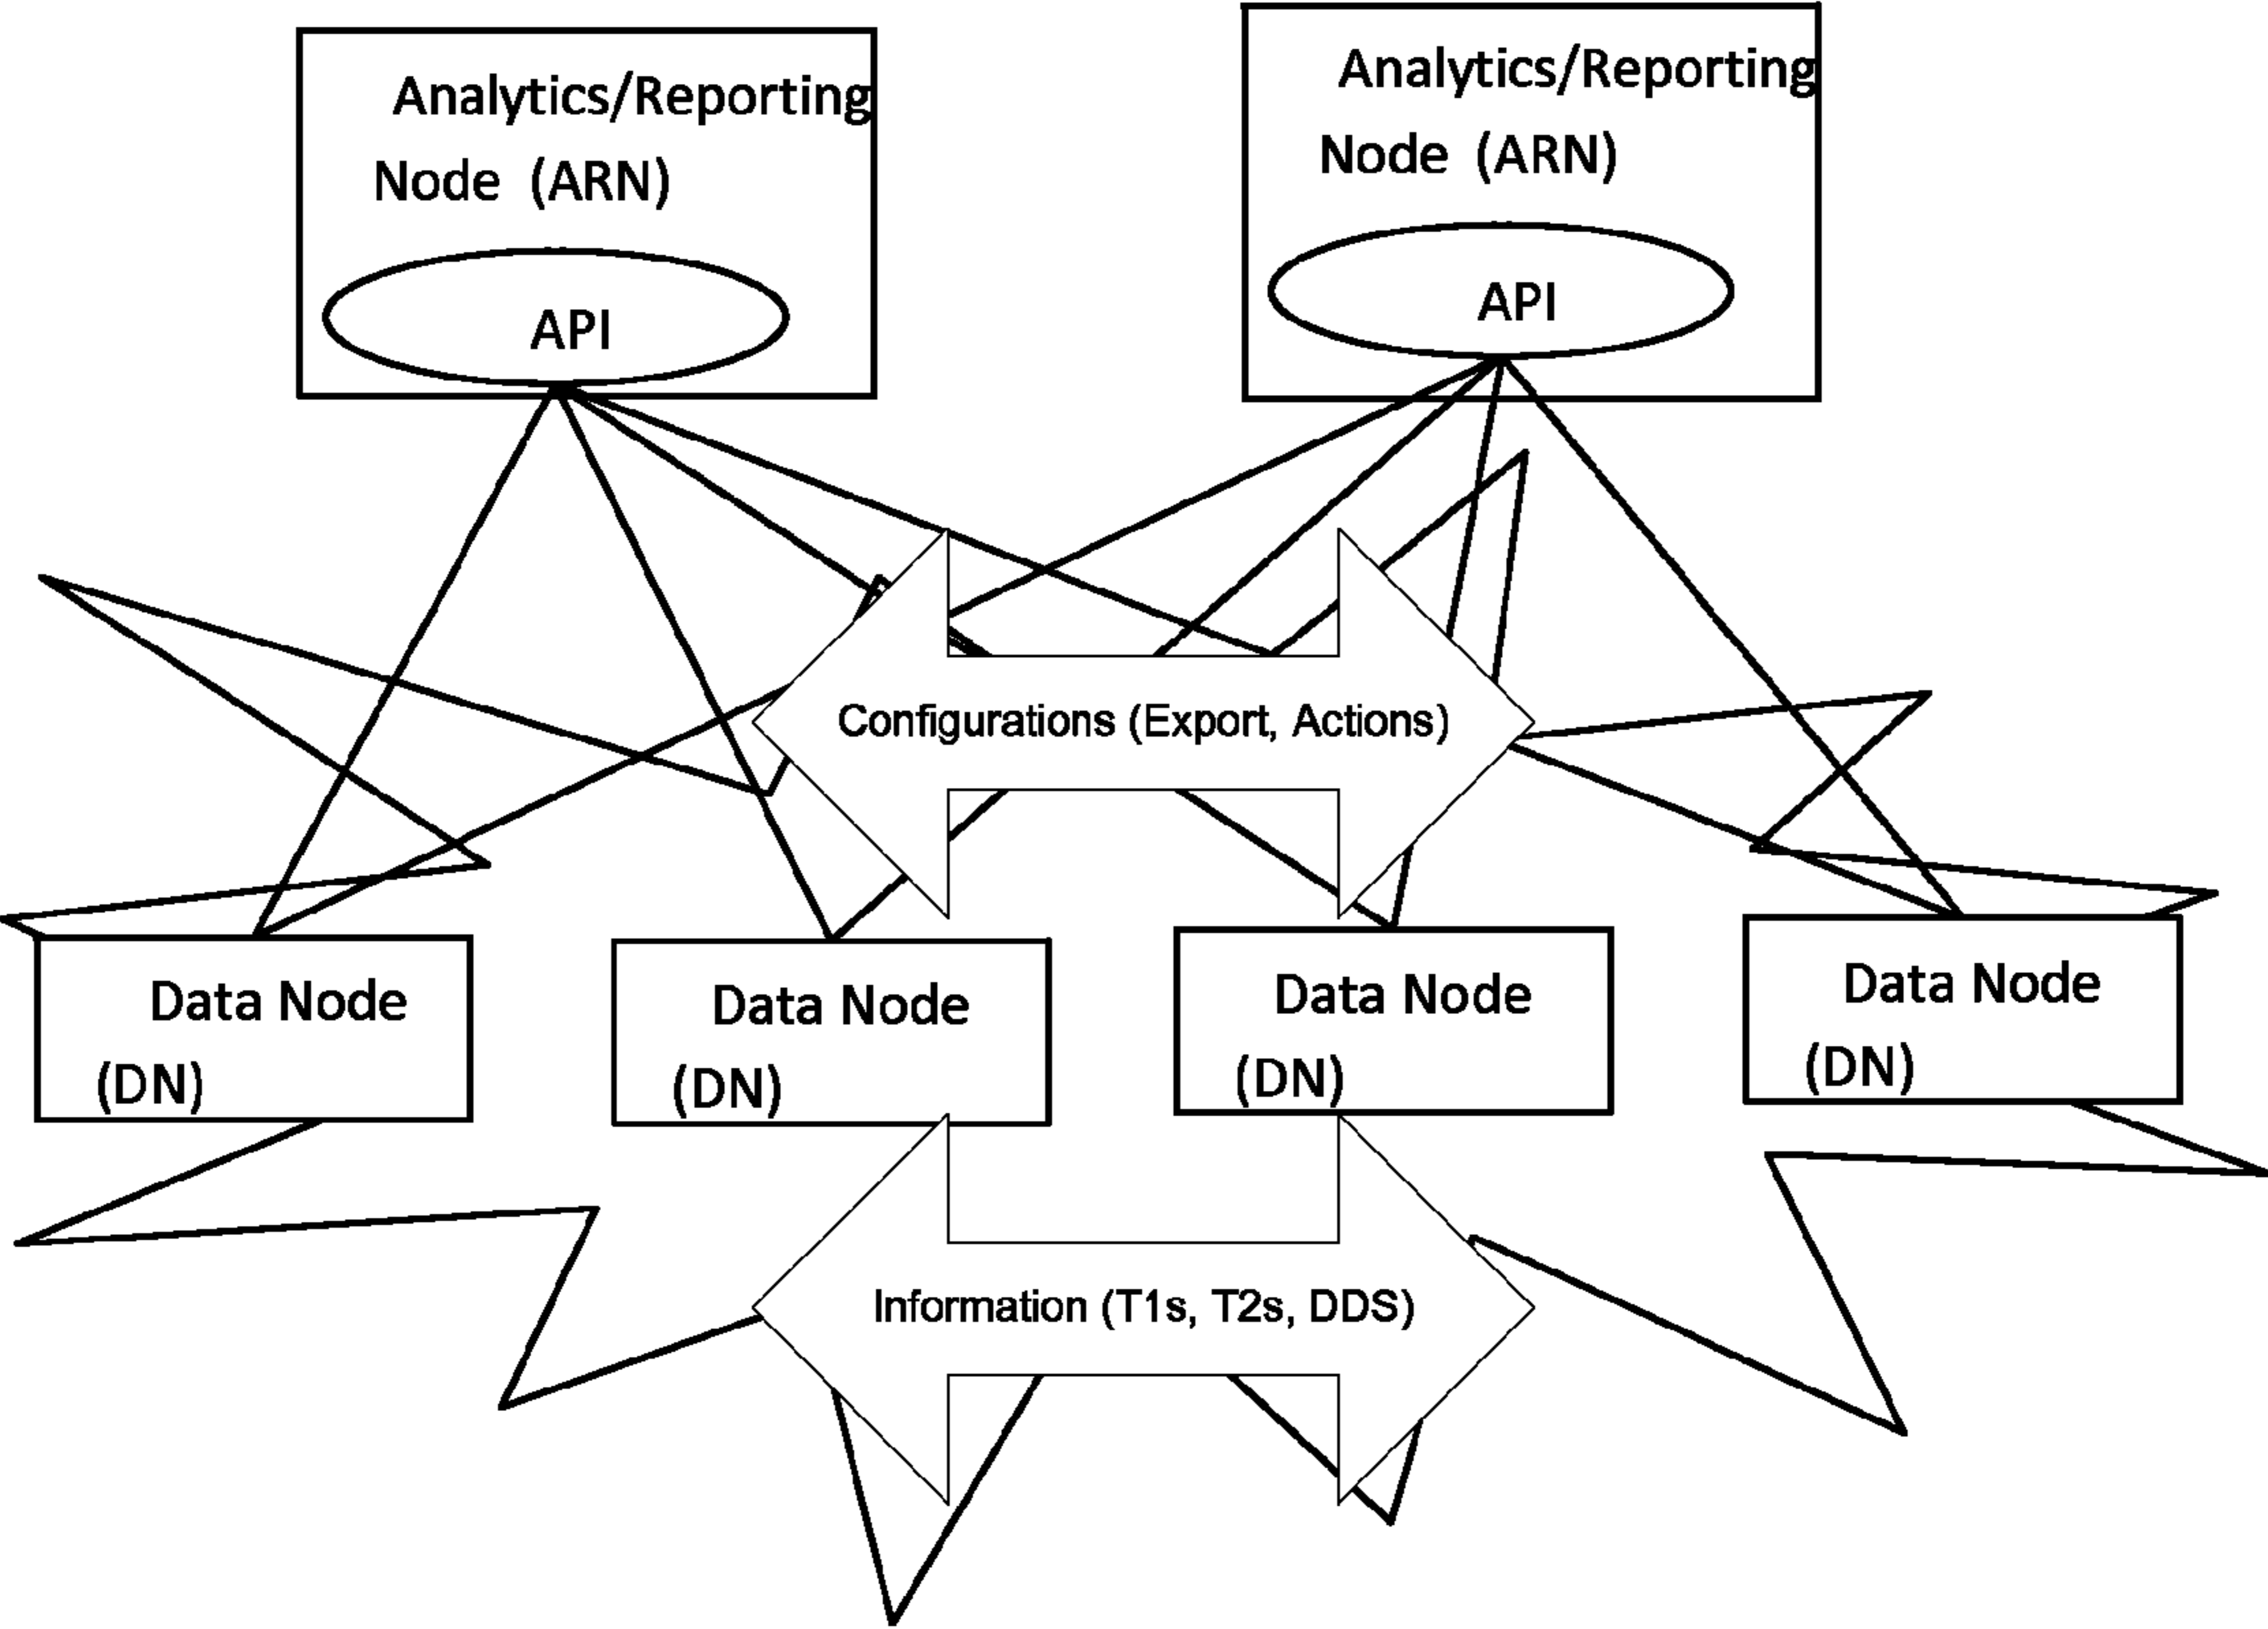 Analytics/Reporting
Node (ARN)
API
Analytics/Reporting
Node (ARN)
API
Configurations (Export, Actions)
Data Node
(DN)
Data Node
(DN)
Data Node
(DN)
Data Node
(DN)
Information (T1s, T2s, DDS)